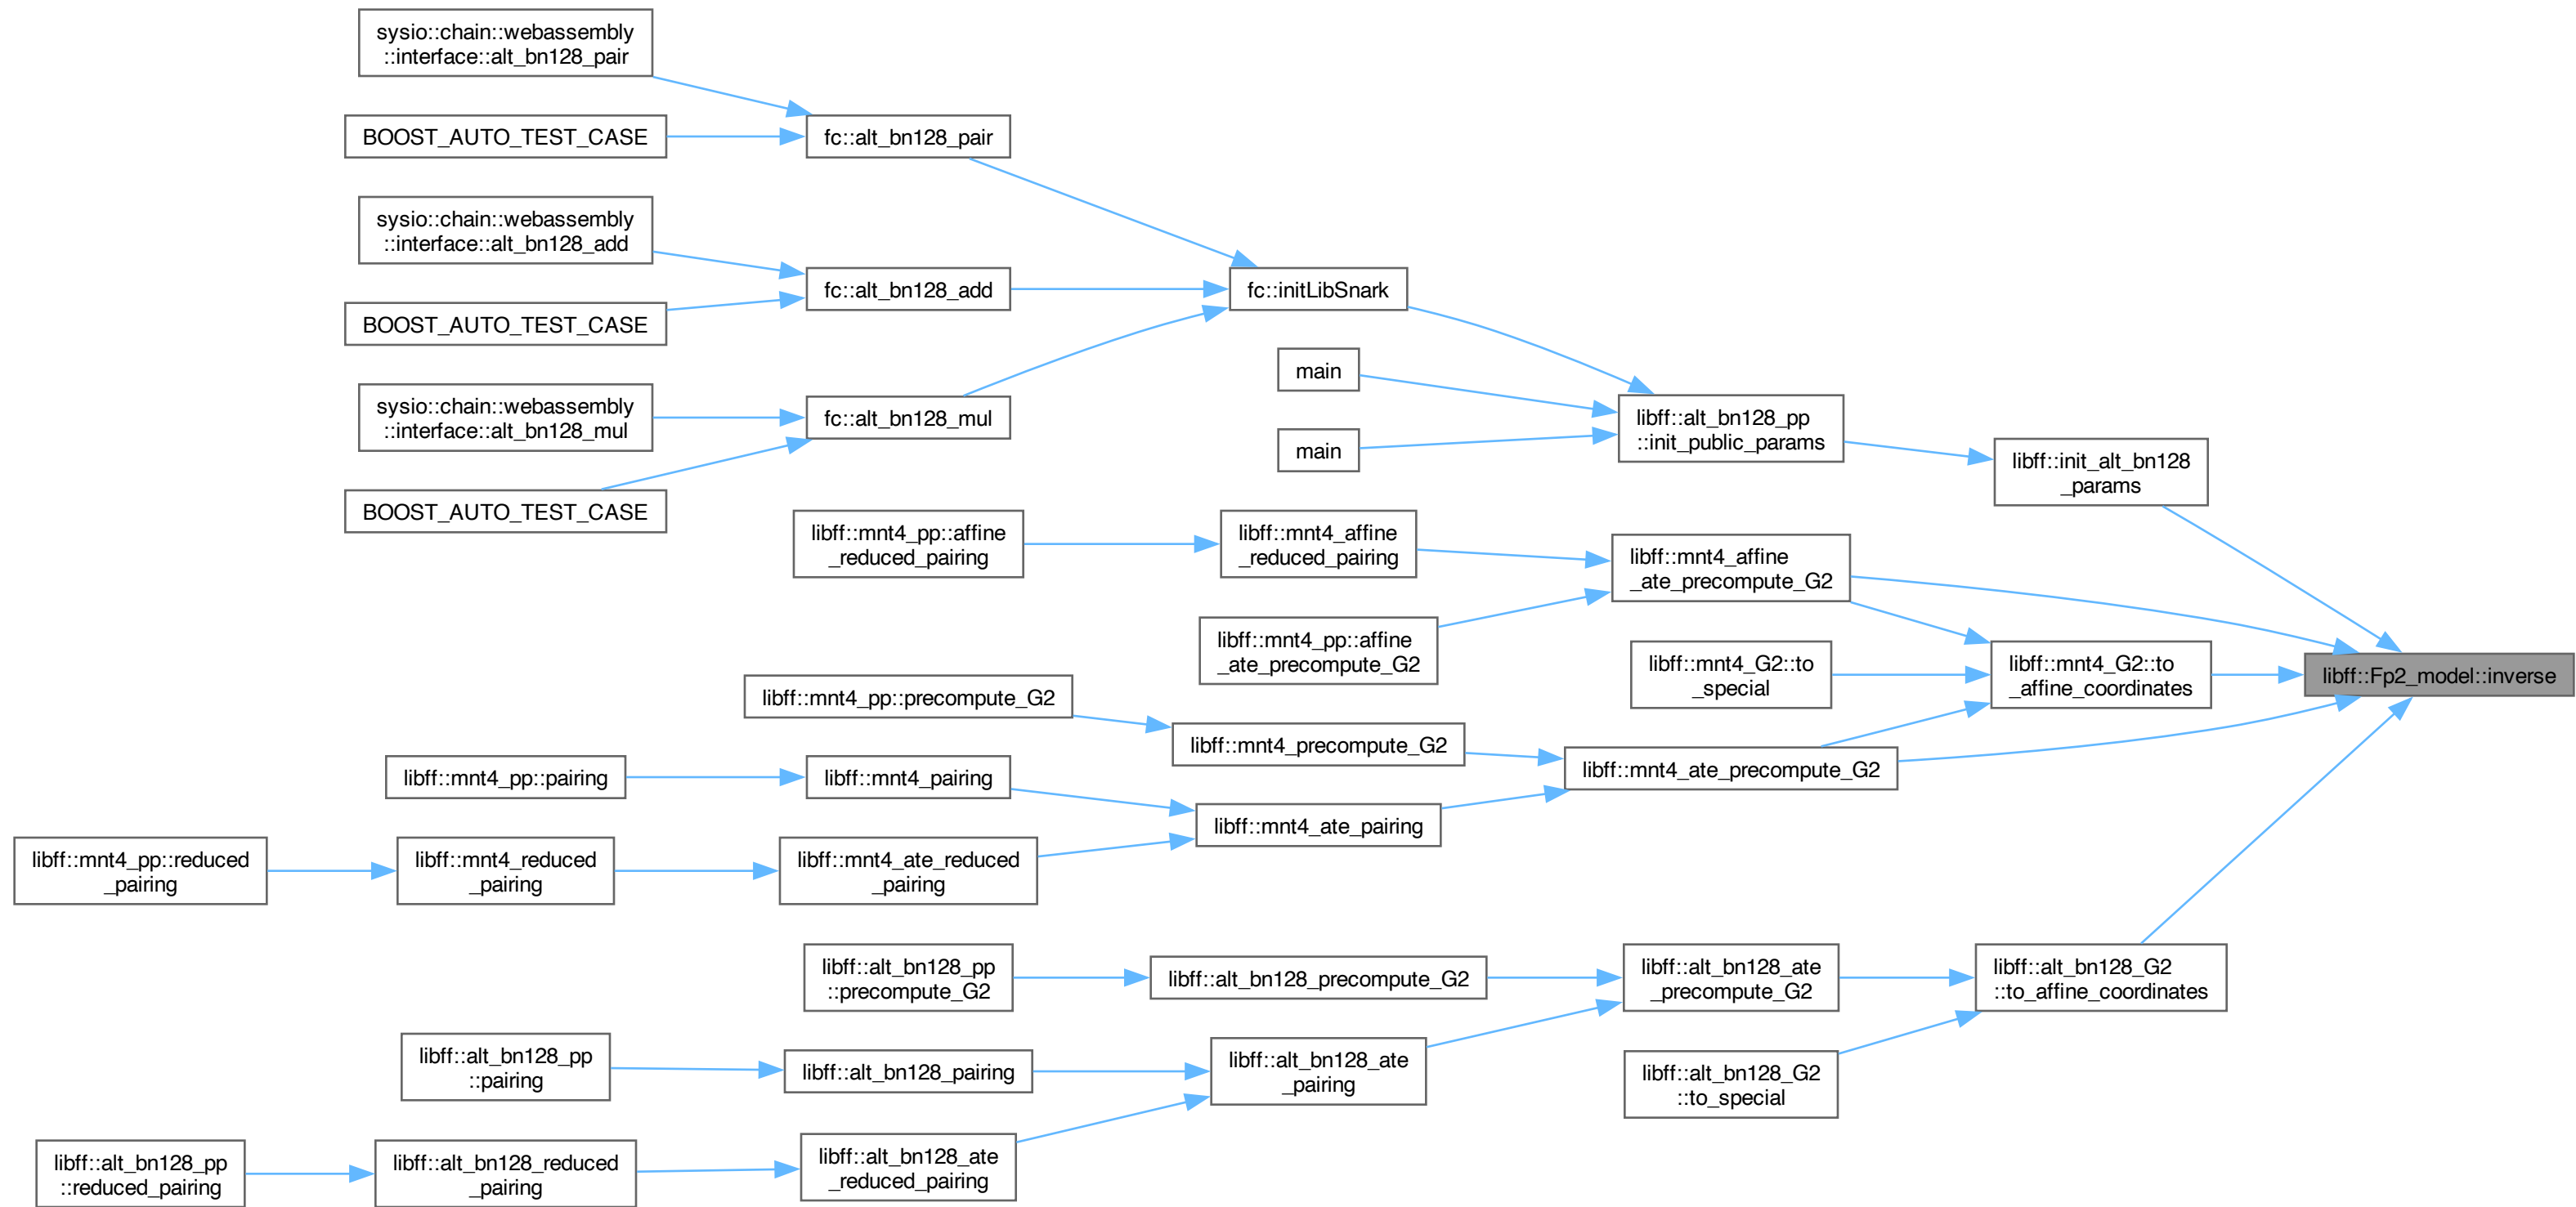 sysio::chain::webassembly
::interface::alt_bn128_pair
BOOST_AUTO_TEST_CASE
fc::alt_bn128_pair
sysio::chain::webassembly
::interface::alt_bn128_add
BOOST_AUTO_TEST_CASE
fc::alt_bn128_add
fc::initLibSnark
sysio::chain::webassembly
::interface::alt_bn128_mul
BOOST_AUTO_TEST_CASE
fc::alt_bn128_mul
main
main
libff::alt_bn128_pp
::init_public_params
libff::init_alt_bn128
_params
libff::mnt4_pp::affine
_reduced_pairing
libff::mnt4_affine
_reduced_pairing
libff::mnt4_affine
_ate_precompute_G2
libff::mnt4_pp::affine
_ate_precompute_G2
libff::mnt4_G2::to
_special
libff::mnt4_G2::to
_affine_coordinates
libff::Fp2_model::inverse
libff::mnt4_pp::precompute_G2
libff::mnt4_precompute_G2
libff::mnt4_ate_precompute_G2
libff::mnt4_pp::pairing
libff::mnt4_pairing
libff::mnt4_ate_pairing
libff::mnt4_pp::reduced
_pairing
libff::mnt4_reduced
_pairing
libff::mnt4_ate_reduced
_pairing
libff::alt_bn128_pp
::precompute_G2
libff::alt_bn128_precompute_G2
libff::alt_bn128_ate
_precompute_G2
libff::alt_bn128_G2
::to_affine_coordinates
libff::alt_bn128_pp
::pairing
libff::alt_bn128_pairing
libff::alt_bn128_ate
_pairing
libff::alt_bn128_G2
::to_special
libff::alt_bn128_pp
::reduced_pairing
libff::alt_bn128_reduced
_pairing
libff::alt_bn128_ate
_reduced_pairing